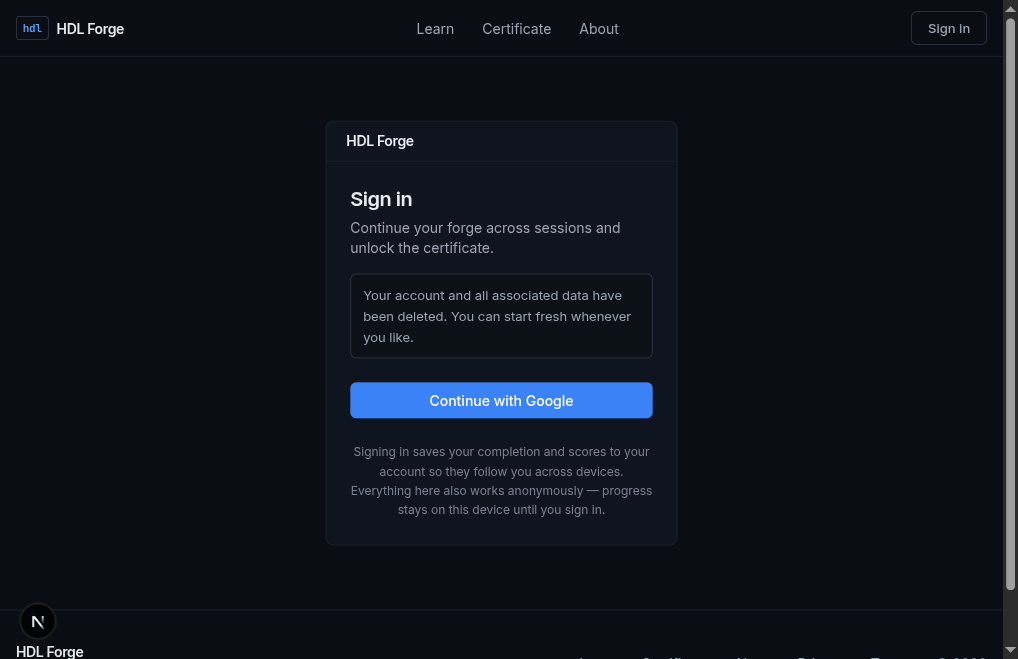 hdl HDL Forge Learn Certificate About Sign in
HDL Forge
Sign in
Continue your forge across sessions and
unlock the certificate.
Your account and all associated data have
been deleted. You can start fresh whenever
you like.
Continue with Google
Signing in saves your completion and scores to your
account so they follow you across devices.
Everything here also works anonymously — progress
stays on this device until you sign in.
N
HDL Forge